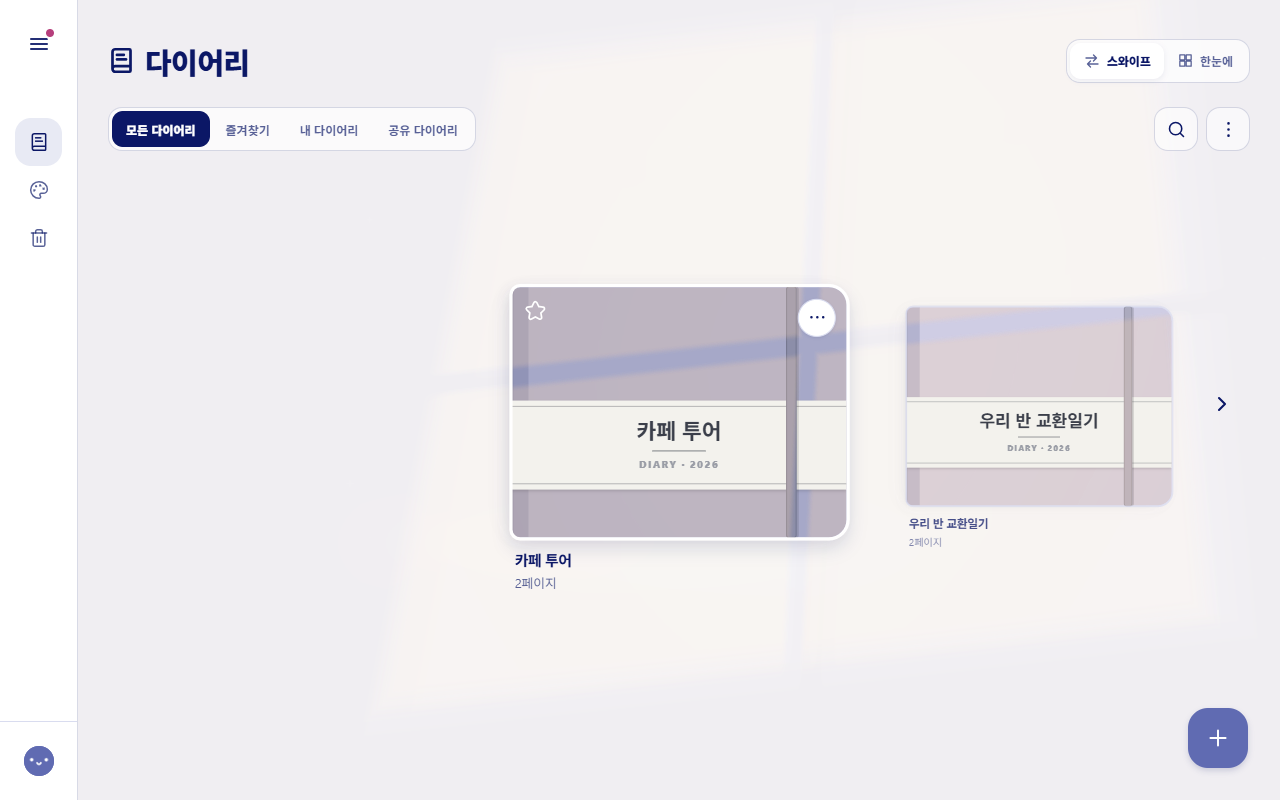 다이어리
스와이프
한눈에
모든 다이어리
즐겨찾기
내 다이어리
공유 다이어리
카페 투어
DIARY · 2026
카페 투어
2페이지
우리 반 교환일기
DIARY · 2026
우리 반 교환일기
2페이지